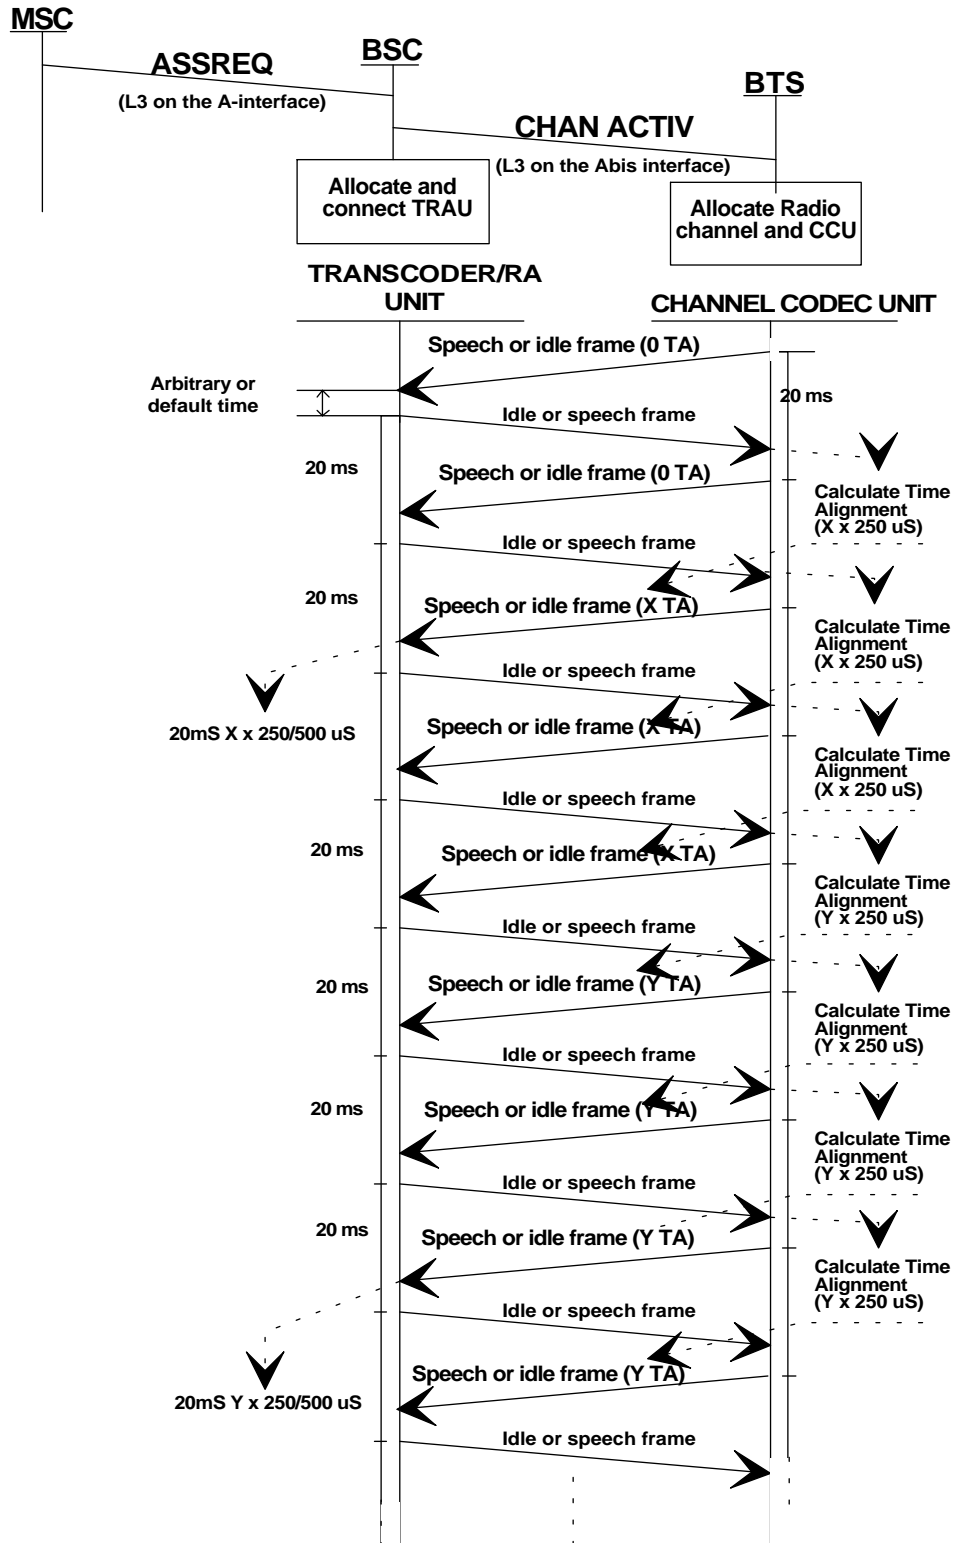 MSC
BSC
ASSREQ
(L3 on the A-interface)
BTS
CHAN ACTIV
(L3 on the Abis interface)
Allocate and
connect TRAU
Allocate Radio
channel and CCU
TRANSCODER/RA
UNIT
CHANNEL CODEC UNIT
Speech or idle frame (0 TA)
Arbitrary or
default time
20 ms
Idle or speech frame
20 ms
Speech or idle frame (0 TA)
Calculate Time
Alignment
(X x 250 uS)
Idle or speech frame
20 ms
Speech or idle frame (X TA)
Calculate Time
Alignment
(X x 250 uS)
Idle or speech frame
20mS X x 250/500 uS
(X TA)
Speech or idle frame
Calculate Time
Alignment
(X x 250 uS)
Idle or speech frame
20 ms
Speech or idle frame (X TA)
Calculate Time
Alignment
(Y x 250 uS)
Idle or speech frame
20 ms
Speech or idle frame (Y TA)
Calculate Time
Alignment
(Y x 250 uS)
Idle or speech frame
20 ms
Speech or idle frame (Y TA)
Calculate Time
Alignment
(Y x 250 uS)
Idle or speech frame
20 ms
Speech or idle frame (Y TA)
Calculate Time
Alignment
(Y x 250 uS)
Idle or speech frame
Speech or idle frame (Y TA)
20mS Y x 250/500 uS
Idle or speech frame